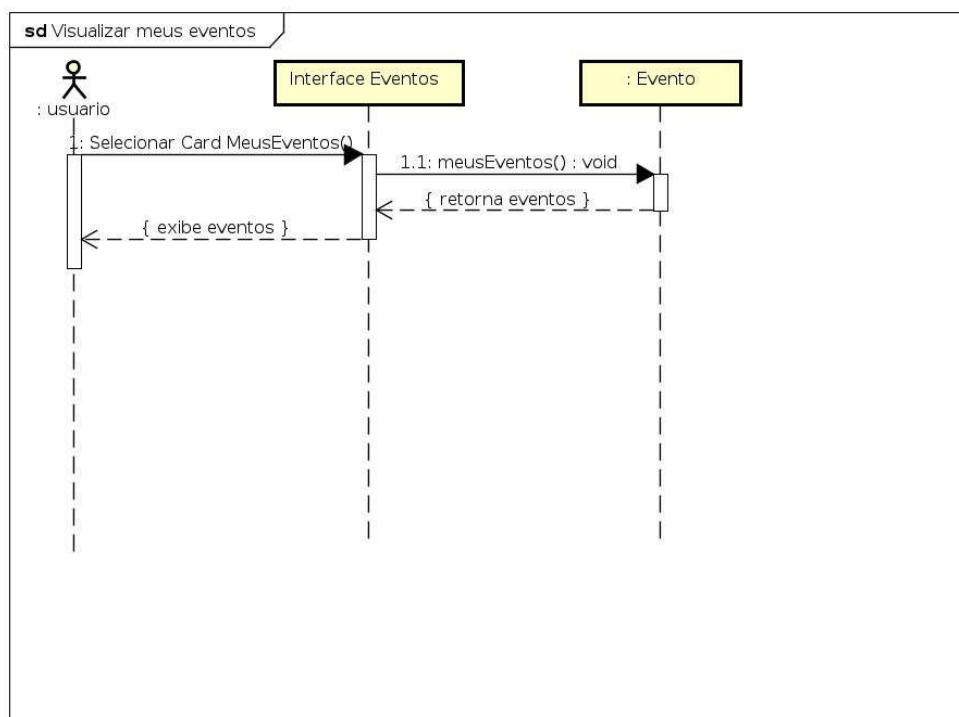 sd Visualizar meus eventos
: usuario
Interface Eventos
: Evento
1: Selecionar Card MeusEventos()
1.1: meusEventos() : void
{ retorna eventos }
{ exibe eventos }